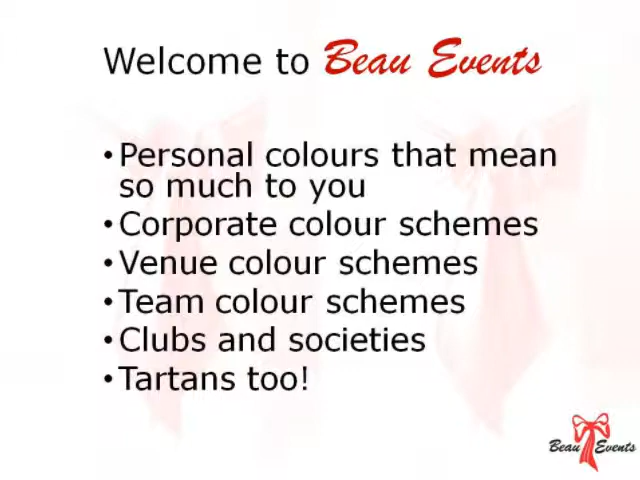 Welcome to Beau Events
• Personal colours that mean
so much to you
• Corporate colour schemes
• Venue colour schemes
• Team colour schemes
• Clubs and societies
• Tartans too!
Beau Events